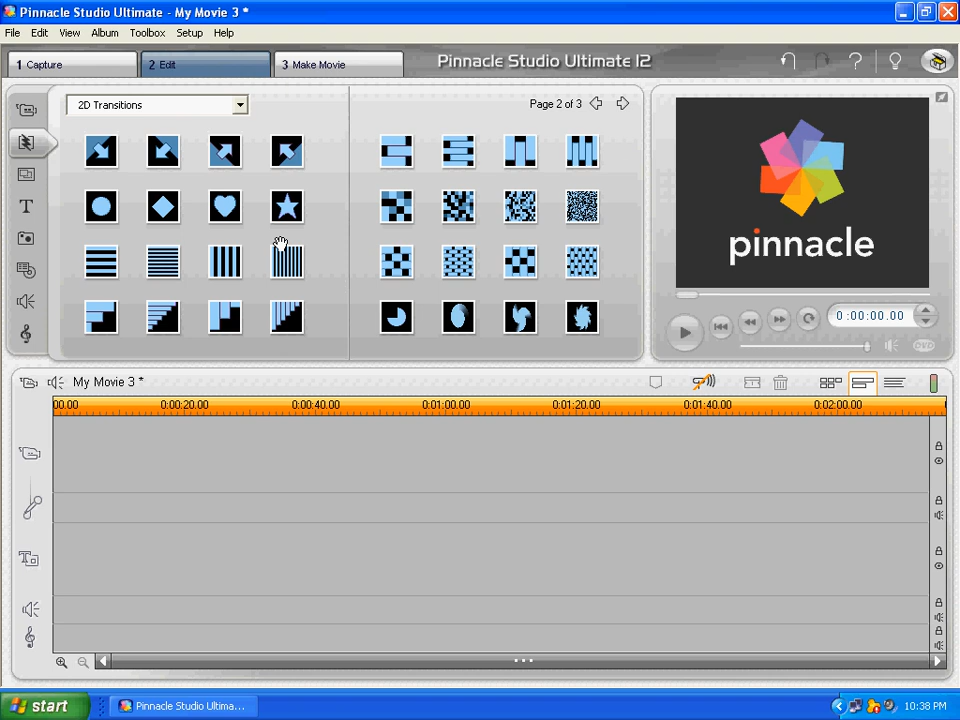 Pinnacle Studio Ultimate - My Movie 3 *
File Edit View Album Toolbox Setup Help
1 Capture
2 Edit
3 Make Movie
Pinnacle Studio Ultimate 12
2D Transitions
Page 2 of 3
pinnacle
0:00:00.00
DVD
My Movie 3 *
00.00 0:00:20.00 0:00:40.00 0:01:00.00 0:01:20.00 0:01:40.00 0:02:00.00
start
Pinnacle Studio Ultima...
10:38 PM